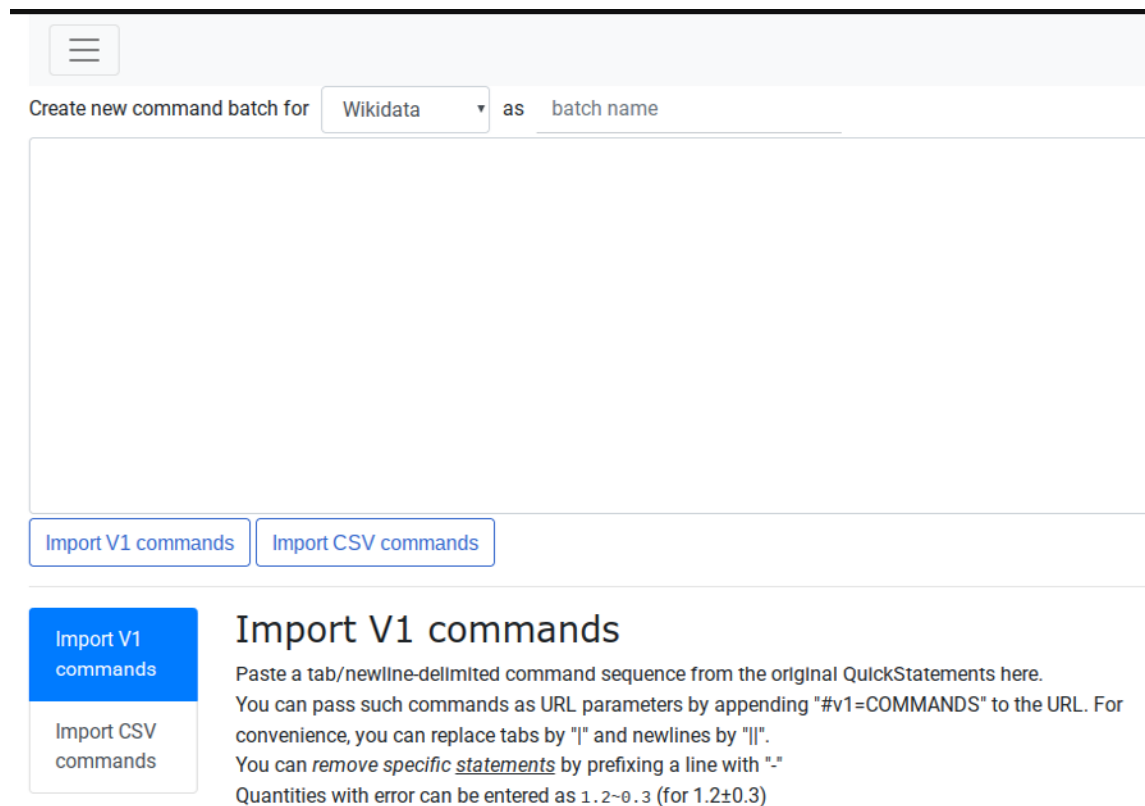 Create new command batch for Wikidata as batch name
Import V1 commands Import CSV commands
Import V1
commands
Import CSV
commands
Import V1 commands
Paste a tab/newline-delimited command sequence from the original QuickStatements here.
You can pass such commands as URL parameters by appending "#v1=COMMANDS" to the URL. For
convenience, you can replace tabs by "|" and newlines by "||".
You can remove specific statements by prefixing a line with "-"
Quantities with error can be entered as 1.2~0.3 (for 1.2±0.3)